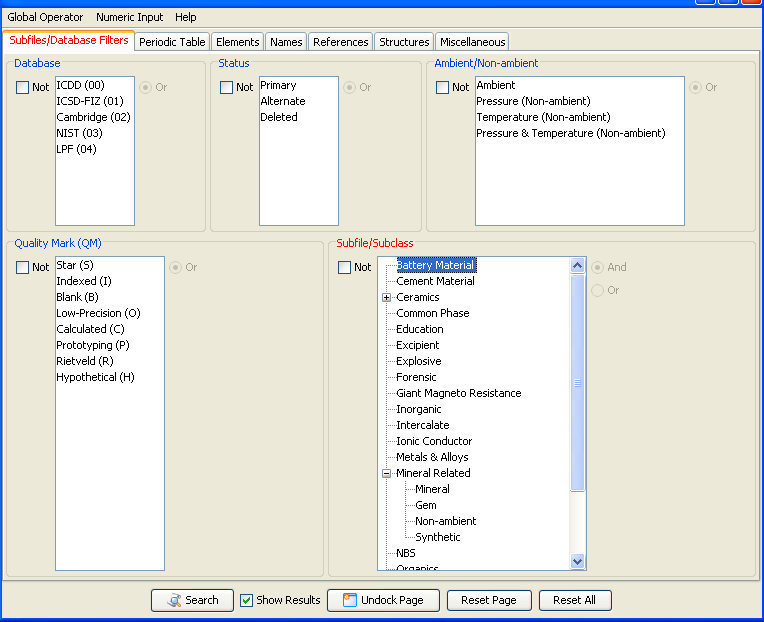 Global Operator Numeric Input Help
Subfiles/Database Filters Periodic Table Elements Names References Structures Miscellaneous
Database
Not
ICDD (00)
ICSD-FIZ (01)
Cambridge (02)
NIST (03)
LPF (04)
Or
Status
Not
Primary
Alternate
Deleted
Or
Ambient/Non-ambient
Not
Ambient
Pressure (Non-ambient)
Temperature (Non-ambient)
Pressure & Temperature (Non-ambient)
Or
Quality Mark (QM)
Not
Star (S)
Indexed (I)
Blank (B)
Low-Precision (O)
Calculated (C)
Prototyping (P)
Rietveld (R)
Hypothetical (H)
Or
Subfile/Subclass
Not
Battery Material
Cement Material
Ceramics
Common Phase
Education
Excipient
Explosive
Forensic
Giant Magneto Resistance
Inorganic
Intercalate
Ionic Conductor
Metals & Alloys
Mineral Related
Mineral
Gem
Non-ambient
Synthetic
NBS
Organics
And
Or
Search Show Results Undock Page Reset Page Reset All